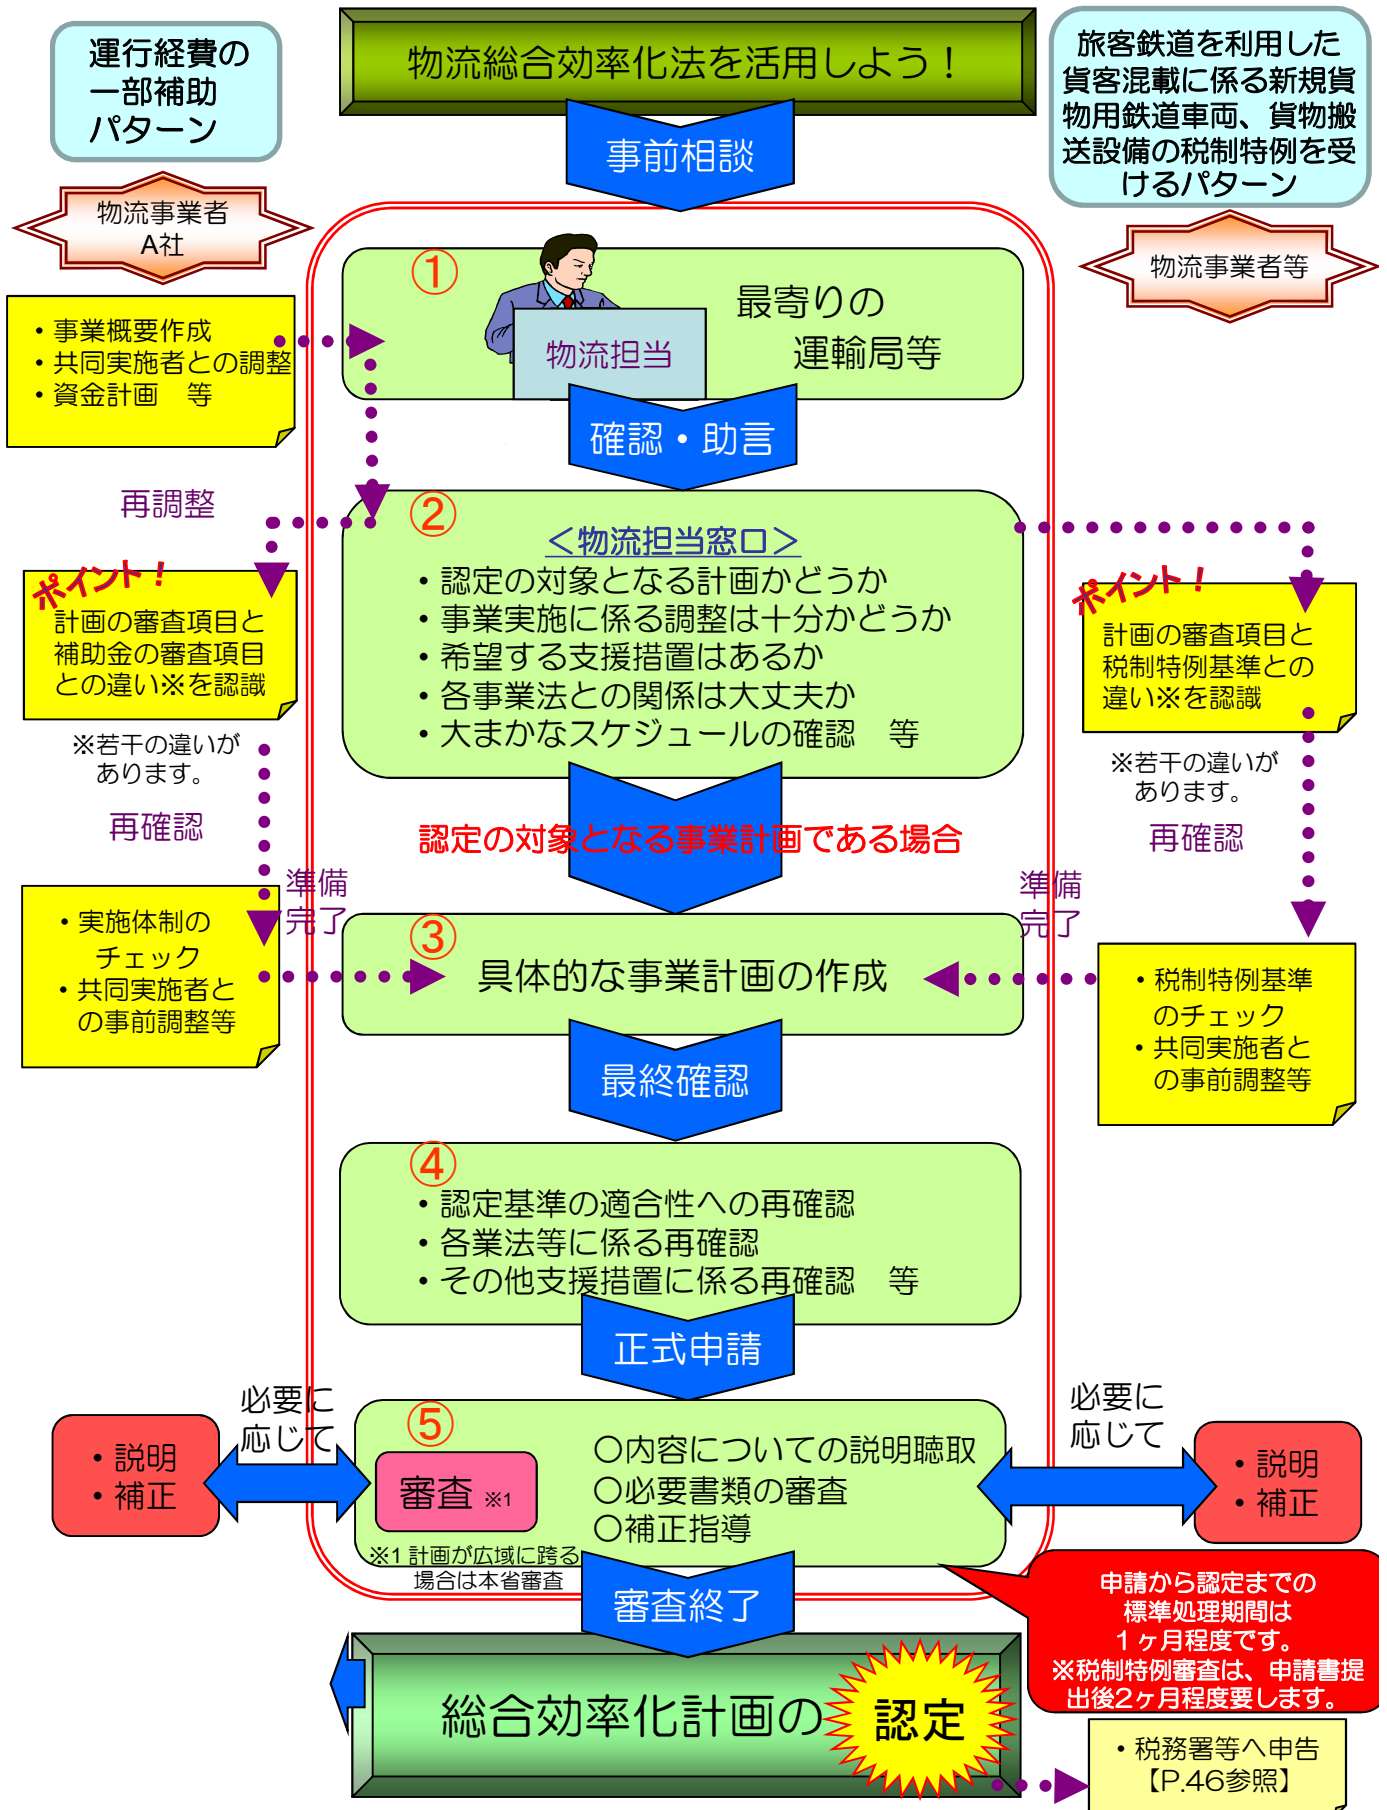 運行経費の
一部補助
パターン
物流総合効率化法を活用しよう！
旅客鉄道を利用した
貨客混載に係る新規貨
物用鉄道車両、貨物搬
送設備の税制特例を受
けるパターン
事前相談
物流事業者
A社
物流事業者等
①
物流担当
最寄りの
運輸局等
・事業概要作成
・共同実施者との調整
・資金計画　等
確認・助言
再調整
②
＜物流担当窓口＞
・認定の対象となる計画かどうか
・事業実施に係る調整は十分かどうか
・希望する支援措置はあるか
・各事業法との関係は大丈夫か
・大まかなスケジュールの確認　等
ポイント！
計画の審査項目と
補助金の審査項目
との違い※を認識
※若干の違いが
あります。
再確認
ポイント！
計画の審査項目と
税制特例基準との
違い※を認識
※若干の違いが
あります。
再確認
認定の対象となる事業計画である場合
準備
完了
準備
完了
・実施体制の
チェック
・共同実施者と
の事前調整等
③
具体的な事業計画の作成
・税制特例基準
のチェック
・共同実施者と
の事前調整等
最終確認
④
・認定基準の適合性への再確認
・各業法等に係る再確認
・その他支援措置に係る再確認　等
正式申請
必要に
応じて
・説明
・補正
⑤
審査 ※1
○内容についての説明聴取
○必要書類の審査
○補正指導
※1 計画が広域に跨る
場合は本省審査
必要に
応じて
・説明
・補正
審査終了
申請から認定までの
標準処理期間は
１ヶ月程度です。
※税制特例審査は、申請書提
出後2ヶ月程度要します。
総合効率化計画の
認定
・税務署等へ申告
【P.46参照】